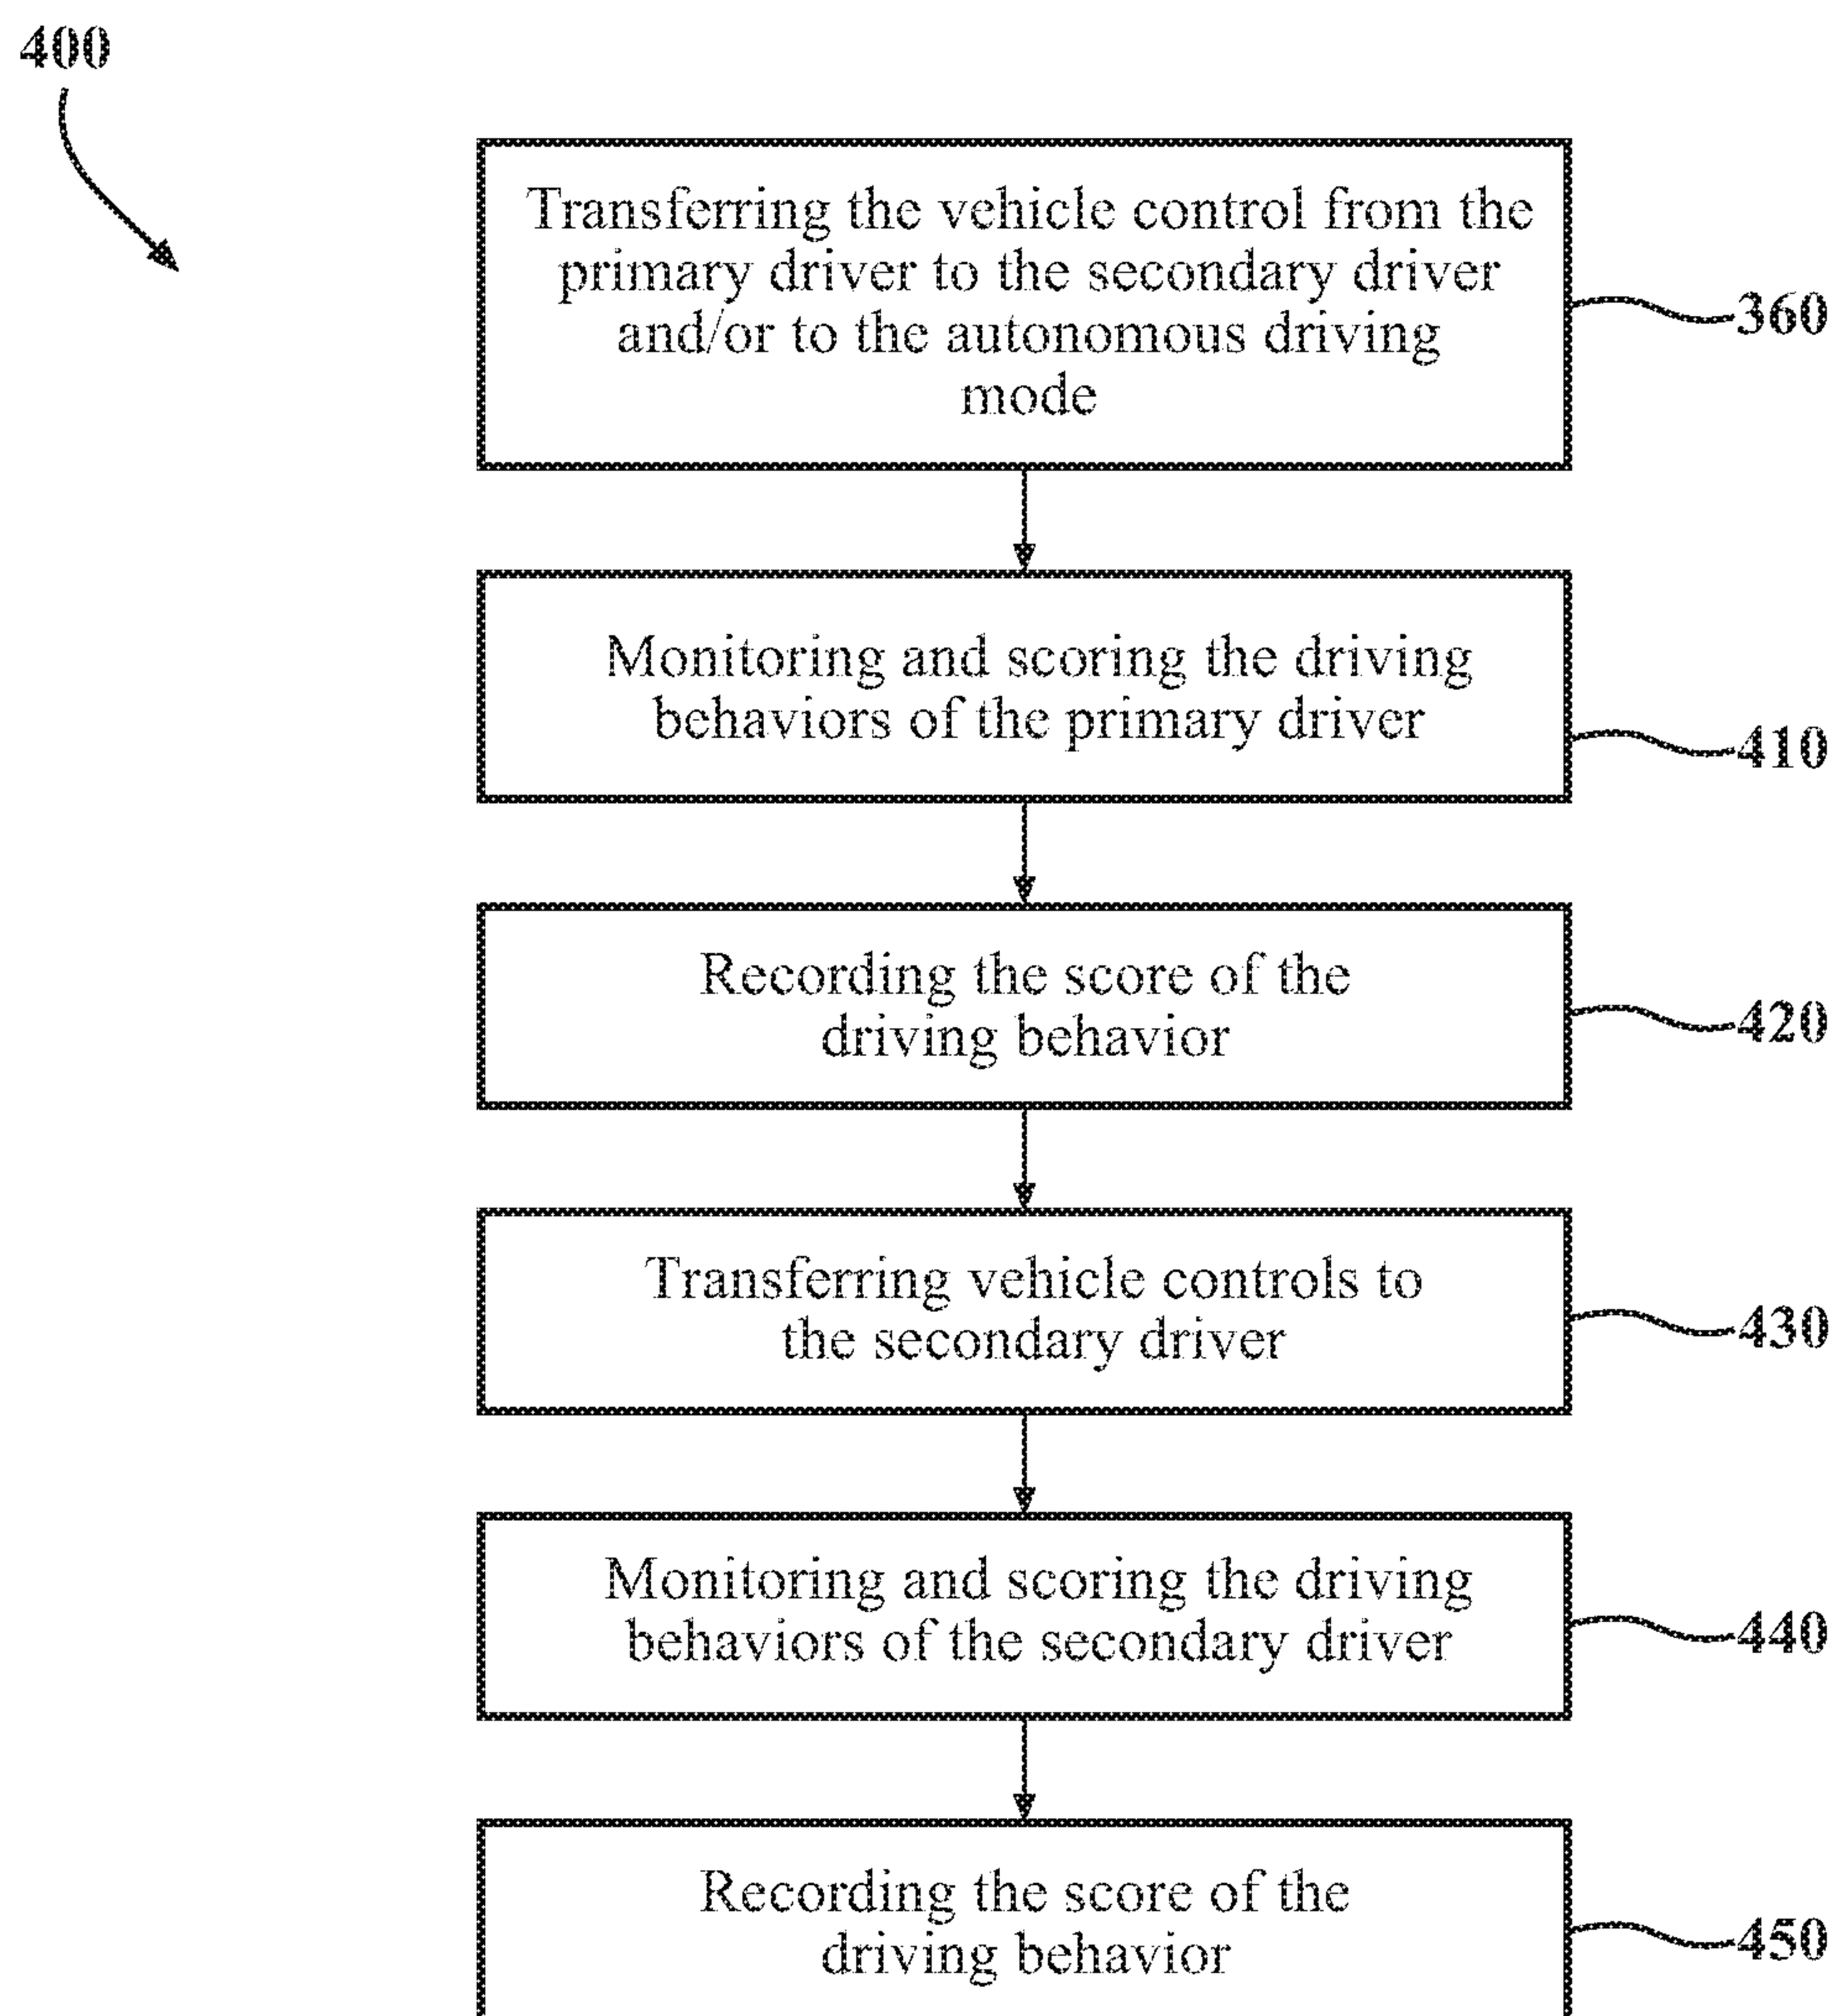 400
Transferring the vehicle control from the
primary driver to the secondary driver
and/or to the autonomous driving
mode
360
Monitoring and scoring the driving
behaviors of the primary driver
410
Recording the score of the
driving behavior
420
Transferring vehicle controls to
the secondary driver
430
Monitoring and scoring the driving
behaviors of the secondary driver
440
Recording the score of the
driving behavior
450